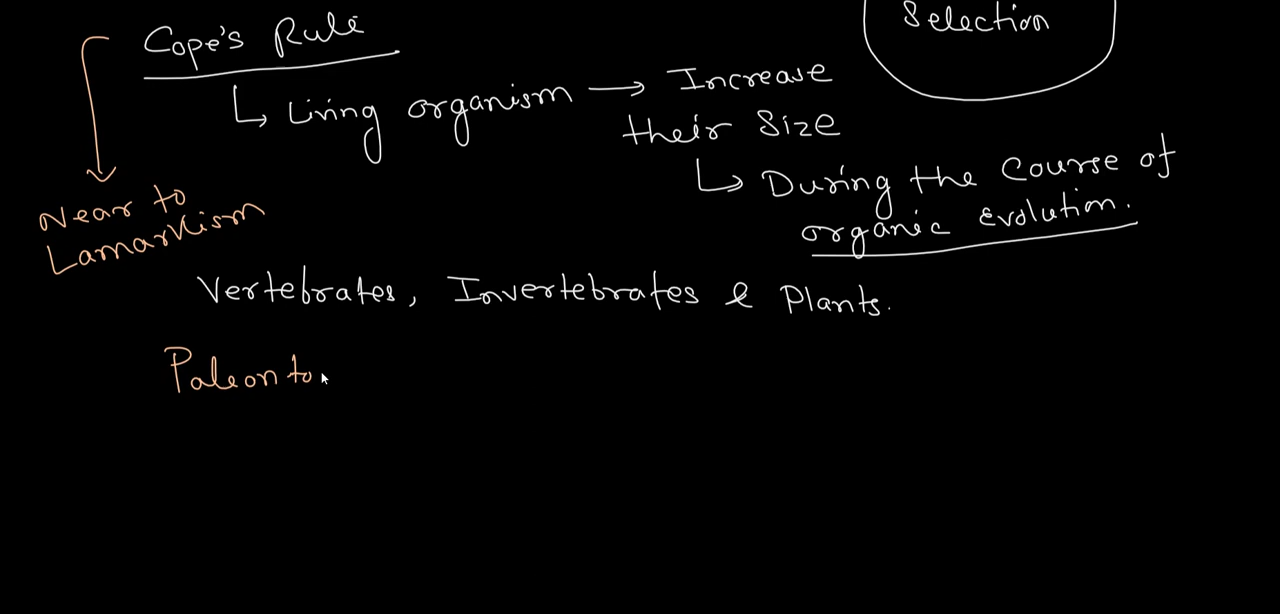 Selection
Cope's Rule
↳ Living organism → Increase
their Size
↳ During the Course of
organic Evolution.
Near to
Lamarkism
Vertebrates, Invertebrates & Plants.
Paleonto